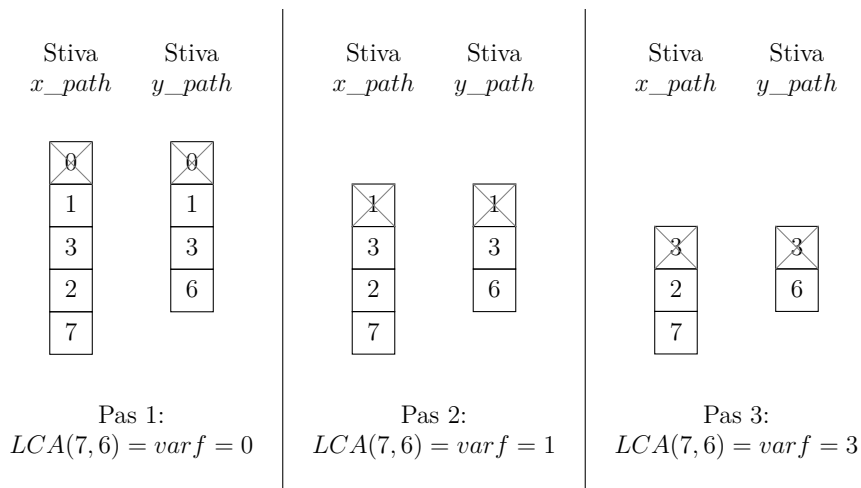 Stiva
x_path
Stiva
y_path
0
1
3
2
7
0
1
3
6
Pas 1:
LCA(7, 6) = varf = 0
Stiva
x_path
Stiva
y_path
1
3
2
7
1
3
6
Pas 2:
LCA(7, 6) = varf = 1
Stiva
x_path
Stiva
y_path
3
2
7
3
6
Pas 3:
LCA(7, 6) = varf = 3